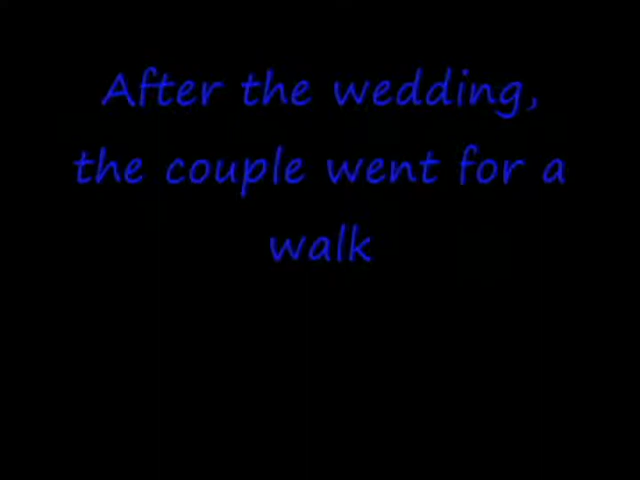 After the wedding,
the couple went for a
walk